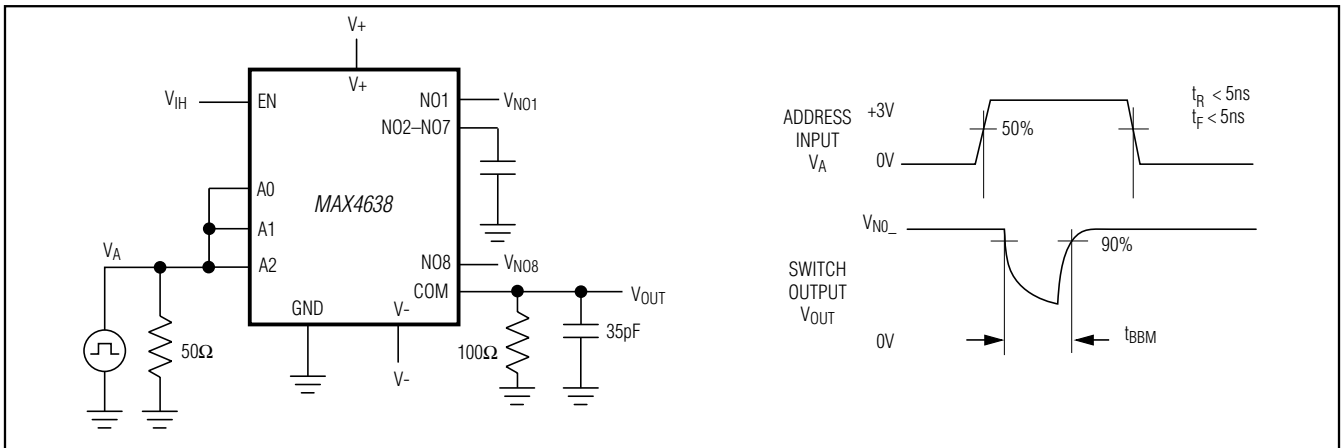 V+
V+
VIH
EN
NO1
VNO1
NO2–NO7
A0
MAX4638
A1
VA
A2
NO8
VNO8
COM
VOUT
GND
V-
50Ω
100Ω
35pF
V-
ADDRESS
INPUT
VA
+3V
0V
50%
tR < 5ns
tF < 5ns
VN0_
90%
SWITCH
OUTPUT
VOUT
0V
tBBM